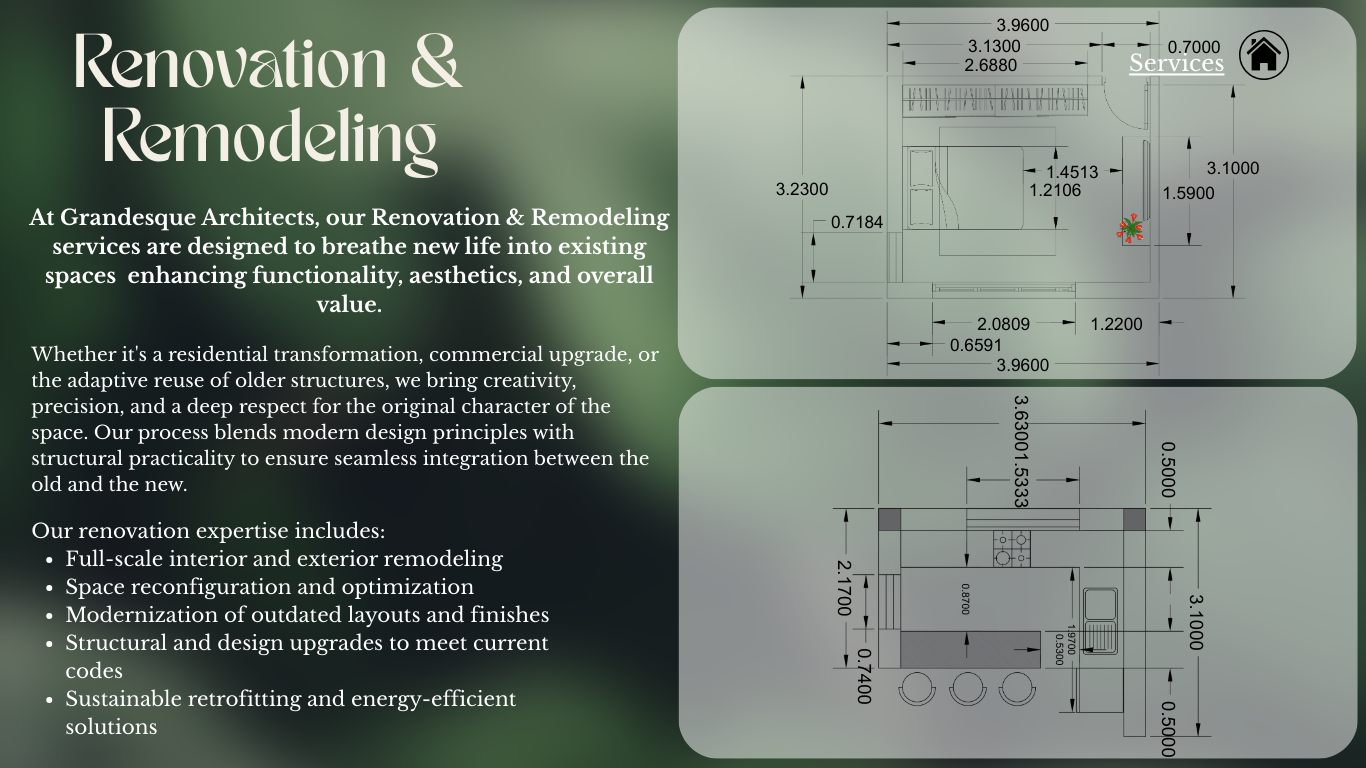 Renovation &
Remodeling
At Grandesque Architects, our Renovation & Remodeling
services are designed to breathe new life into existing
spaces  enhancing functionality, aesthetics, and overall
value.
Whether it's a residential transformation, commercial upgrade, or
the adaptive reuse of older structures, we bring creativity,
precision, and a deep respect for the original character of the
space. Our process blends modern design principles with
structural practicality to ensure seamless integration between the
old and the new.
Our renovation expertise includes:
• Full-scale interior and exterior remodeling
• Space reconfiguration and optimization
• Modernization of outdated layouts and finishes
• Structural and design upgrades to meet current
codes
• Sustainable retrofitting and energy-efficient
solutions
3.9600
3.1300
0.7000
2.6880
Services
3.2300
1.4513
1.2106
3.1000
1.5900
0.7184
2.0809
1.2200
0.6591
3.9600
3.6300
1.5333
0.5000
2.1700
0.8700
3.1000
1.9700
0.5300
0.7400
0.5000